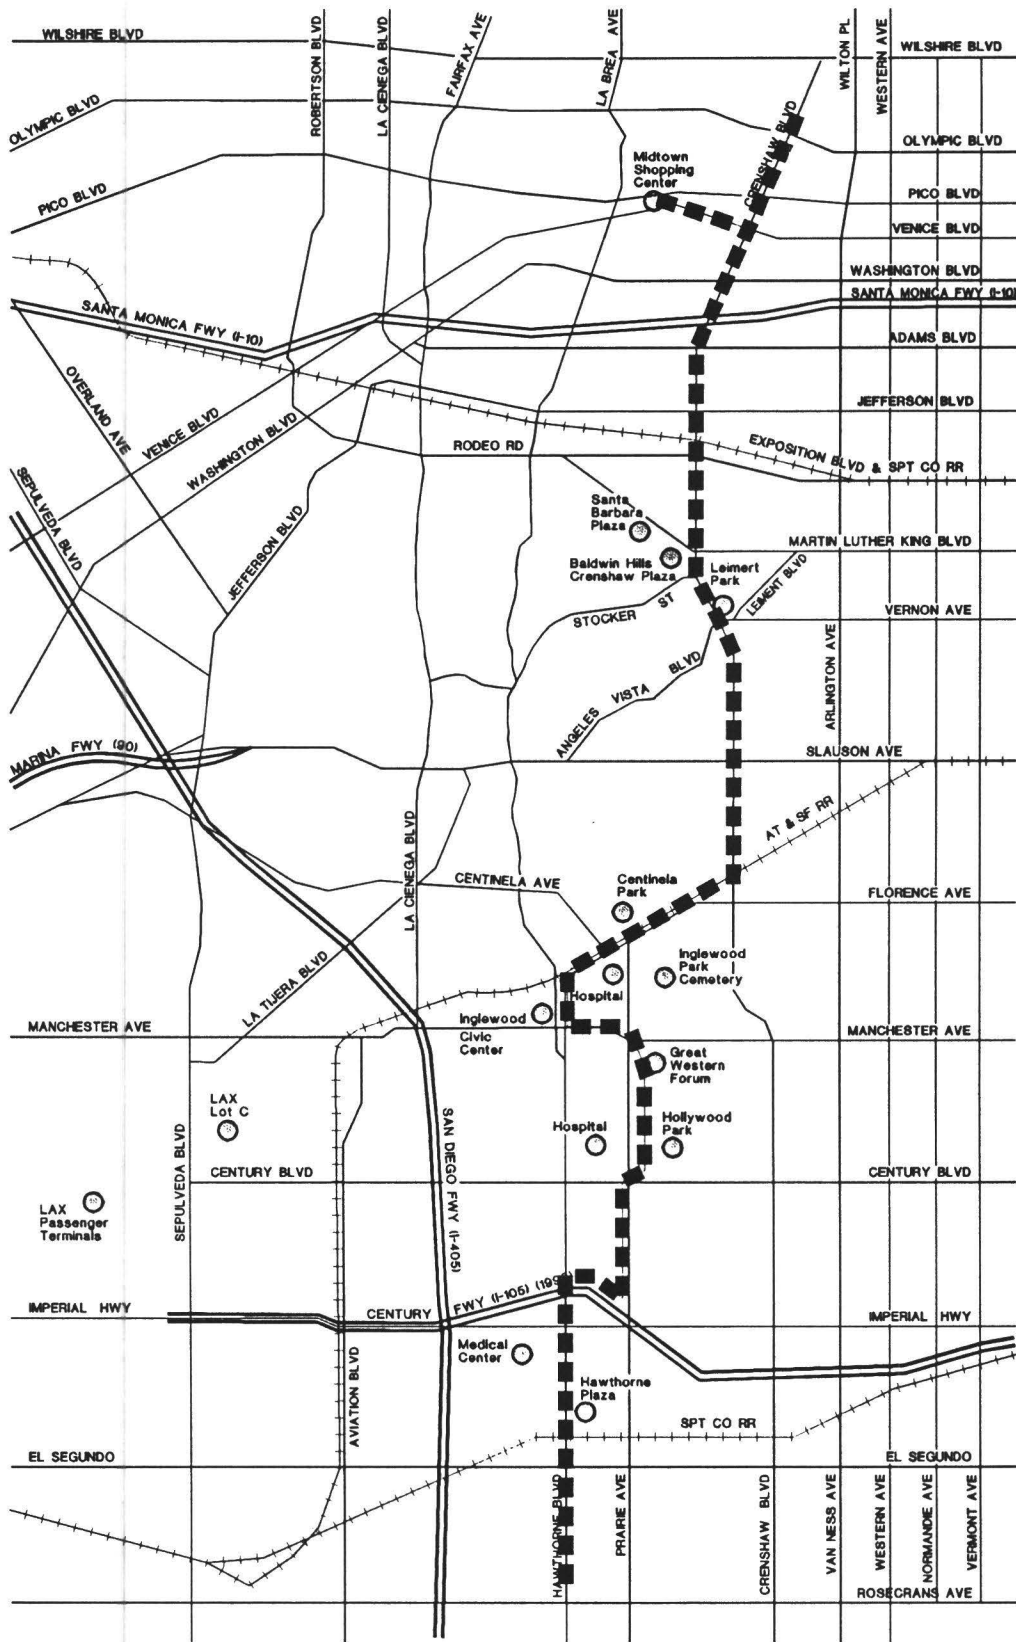 WILSHIRE BLVD
ROBERTSON BLVD
LA CIENEGA BLVD
FAIRFAX AVE
LA BREA AVE
WILTON PL
WESTERN AVE
WILSHIRE BLVD
OLYMPIC BLVD
CRENSHAW BLVD
OLYMPIC BLVD
Midtown
Shopping
Center
PICO BLVD
PICO BLVD
VENICE BLVD
WASHINGTON BLVD
SANTA MONICA FWY (I-10)
SANTA MONICA FWY (I-10)
ADAMS BLVD
OVERLAND AVE
JEFFERSON BLVD
VENICE BLVD
WASHINGTON BLVD
RODEO RD
EXPOSITION BLVD & SPT CO RR
SEPULVEDA BLVD
JEFFERSON BLVD
Santa
Barbara
Plaza
MARTIN LUTHER KING BLVD
Baldwin Hills
Crenshaw Plaza
Leimert
Park
LEIMENT BLVD
STOCKER ST
VERNON AVE
ARLINGTON AVE
ANGELES VISTA BLVD
MARINA FWY (90)
SLAUSON AVE
AT & SF RR
LA CIENEGA BLVD
CENTINELA AVE
Centinela
Park
FLORENCE AVE
LA TIJERA BLVD
Hospital
Inglewood
Park
Cemetery
Inglewood
Civic
Center
MANCHESTER AVE
MANCHESTER AVE
Great
Western
Forum
LAX
Lot C
SAN DIEGO FWY (I-405)
Hospital
Hollywood
Park
SEPULVEDA BLVD
CENTURY BLVD
CENTURY BLVD
LAX
Passenger
Terminals
IMPERIAL HWY
CENTURY FWY (I-105)
IMPERIAL HWY
Medical
Center
AVIATION BLVD
Hawthorne
Plaza
SPT CO RR
EL SEGUNDO
EL SEGUNDO
HAWTHORNE BLVD
PRAIRIE AVE
CRENSHAW BLVD
VAN NESS AVE
WESTERN AVE
NORMANDIE AVE
VERMONT AVE
ROSECRANS AVE